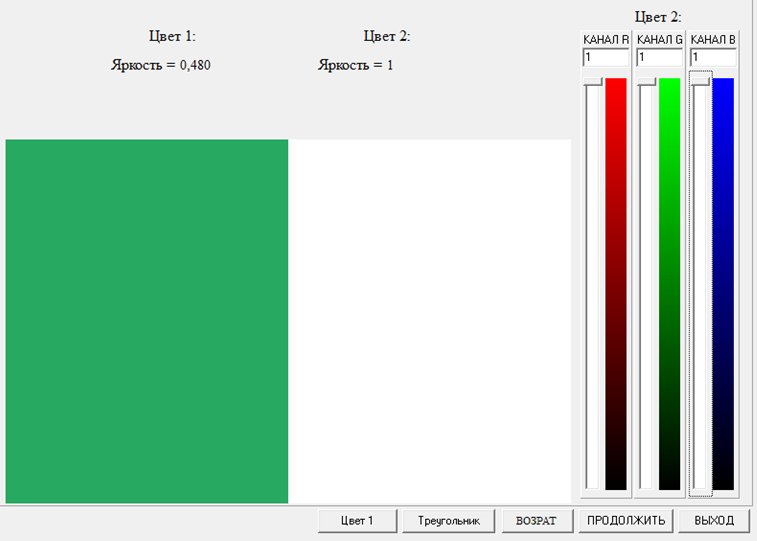 Цвет 1:
Цвет 2:
Яркость = 0,480
Яркость = 1
Цвет 2:
КАНАЛ R
КАНАЛ G
КАНАЛ B
1
1
1
Цвет 1
Треугольник
ВОЗРАТ
ПРОДОЛЖИТЬ
ВЫХОД